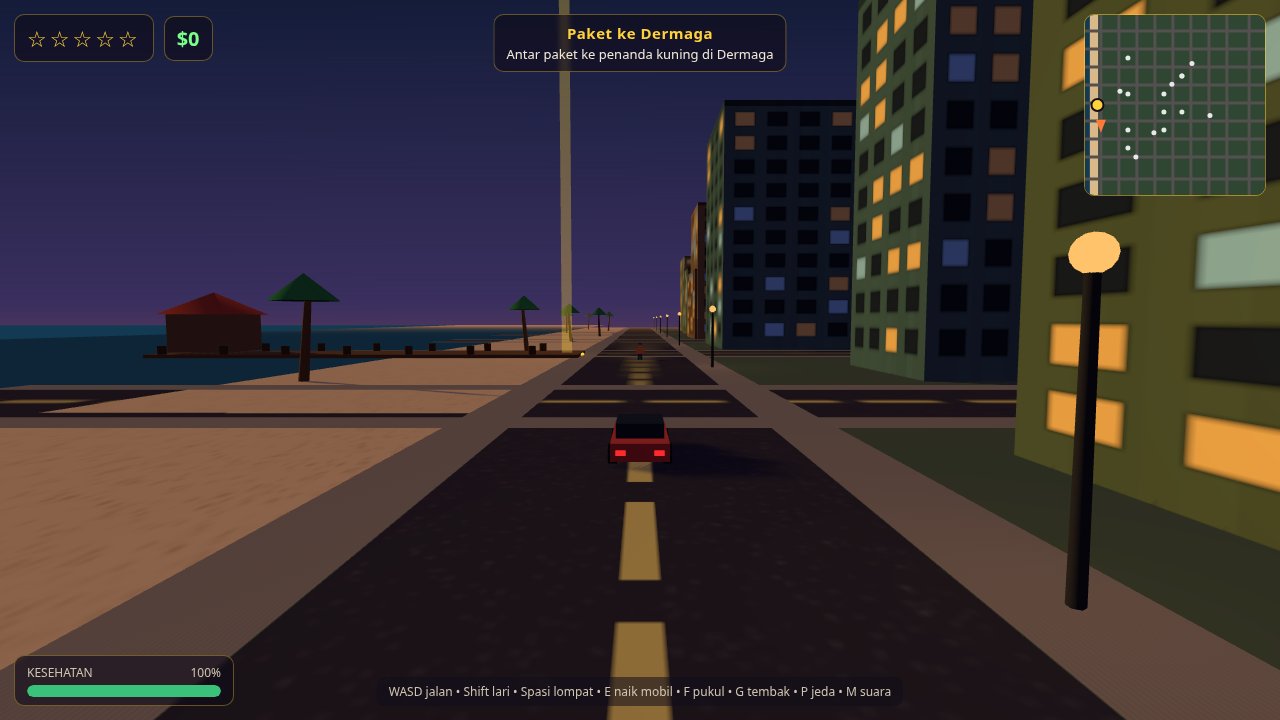 ☆☆☆☆☆
$0
Paket ke Dermaga
Antar paket ke penanda kuning di Dermaga
KESEHATAN 100%
WASD jalan • Shift lari • Spasi lompat • E naik mobil • F pukul • G tembak • P jeda • M suara